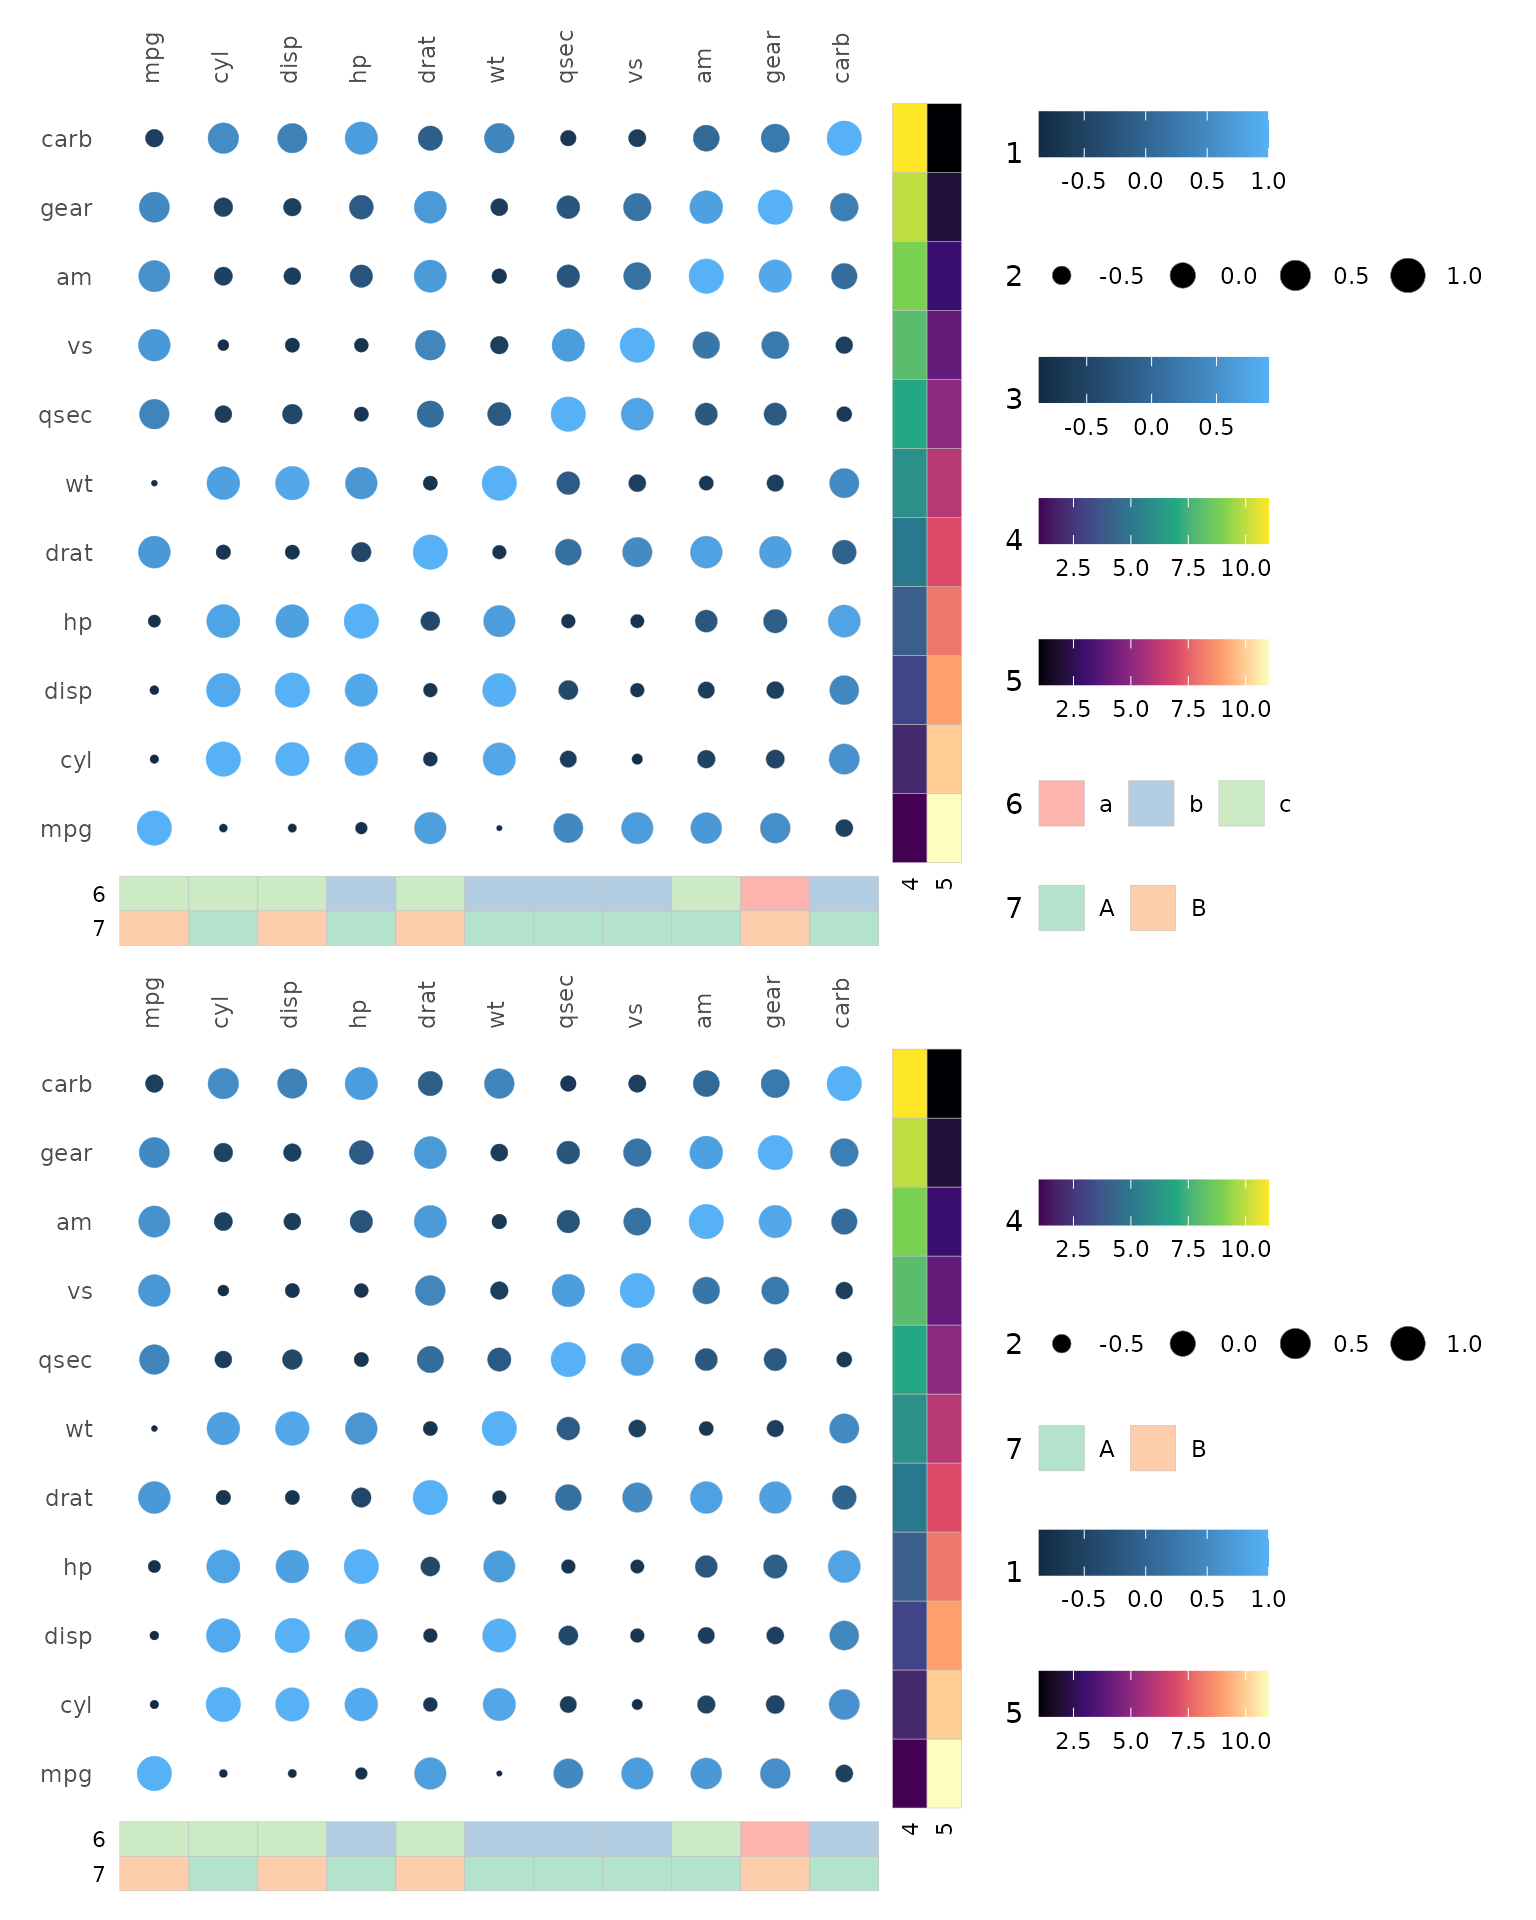 mpg cyl disp hp drat wt qsec vs am gear carb
carb
gear
am
vs
qsec
wt
drat
hp
disp
cyl
mpg
6
7
4 5
1
-0.5 0.0 0.5 1.0
2 -0.5 0.0 0.5 1.0
3
-0.5 0.0 0.5
4
2.5 5.0 7.5 10.0
5
2.5 5.0 7.5 10.0
6 a b c
7 A B
mpg cyl disp hp drat wt qsec vs am gear carb
carb
gear
am
vs
qsec
wt
drat
hp
disp
cyl
mpg
6
7
4 5
4
2.5 5.0 7.5 10.0
2 -0.5 0.0 0.5 1.0
7 A B
1
-0.5 0.0 0.5 1.0
5
2.5 5.0 7.5 10.0